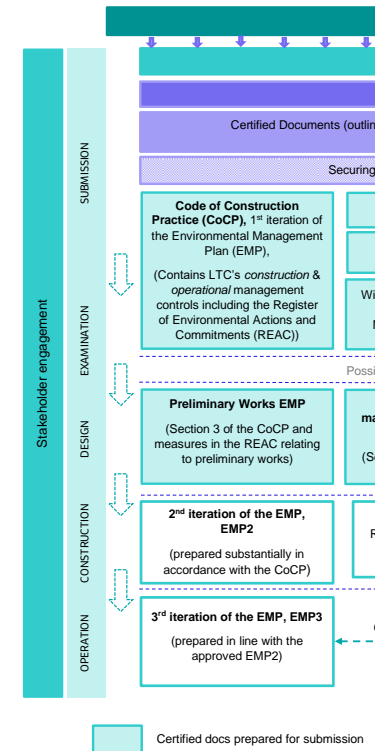 Stakeholder engagement
SUBMISSION
EXAMINATION
DESIGN
CONSTRUCTION
OPERATION
Certified Documents (outlin
Securing
Code of Construction
Practice (CoCP), 1st iteration of
the Environmental Management
Plan (EMP),
(Contains LTC's construction &
operational management
controls including the Register
of Environmental Actions and
Commitments (REAC))
Wi
Possi
Preliminary Works EMP
(Section 3 of the CoCP and
measures in the REAC relating
to preliminary works)
ma
(Se
2nd iteration of the EMP,
EMP2
(prepared substantially in
accordance with the CoCP)
R
3rd iteration of the EMP, EMP3
(prepared in line with the
approved EMP2)
Certified docs prepared for submission